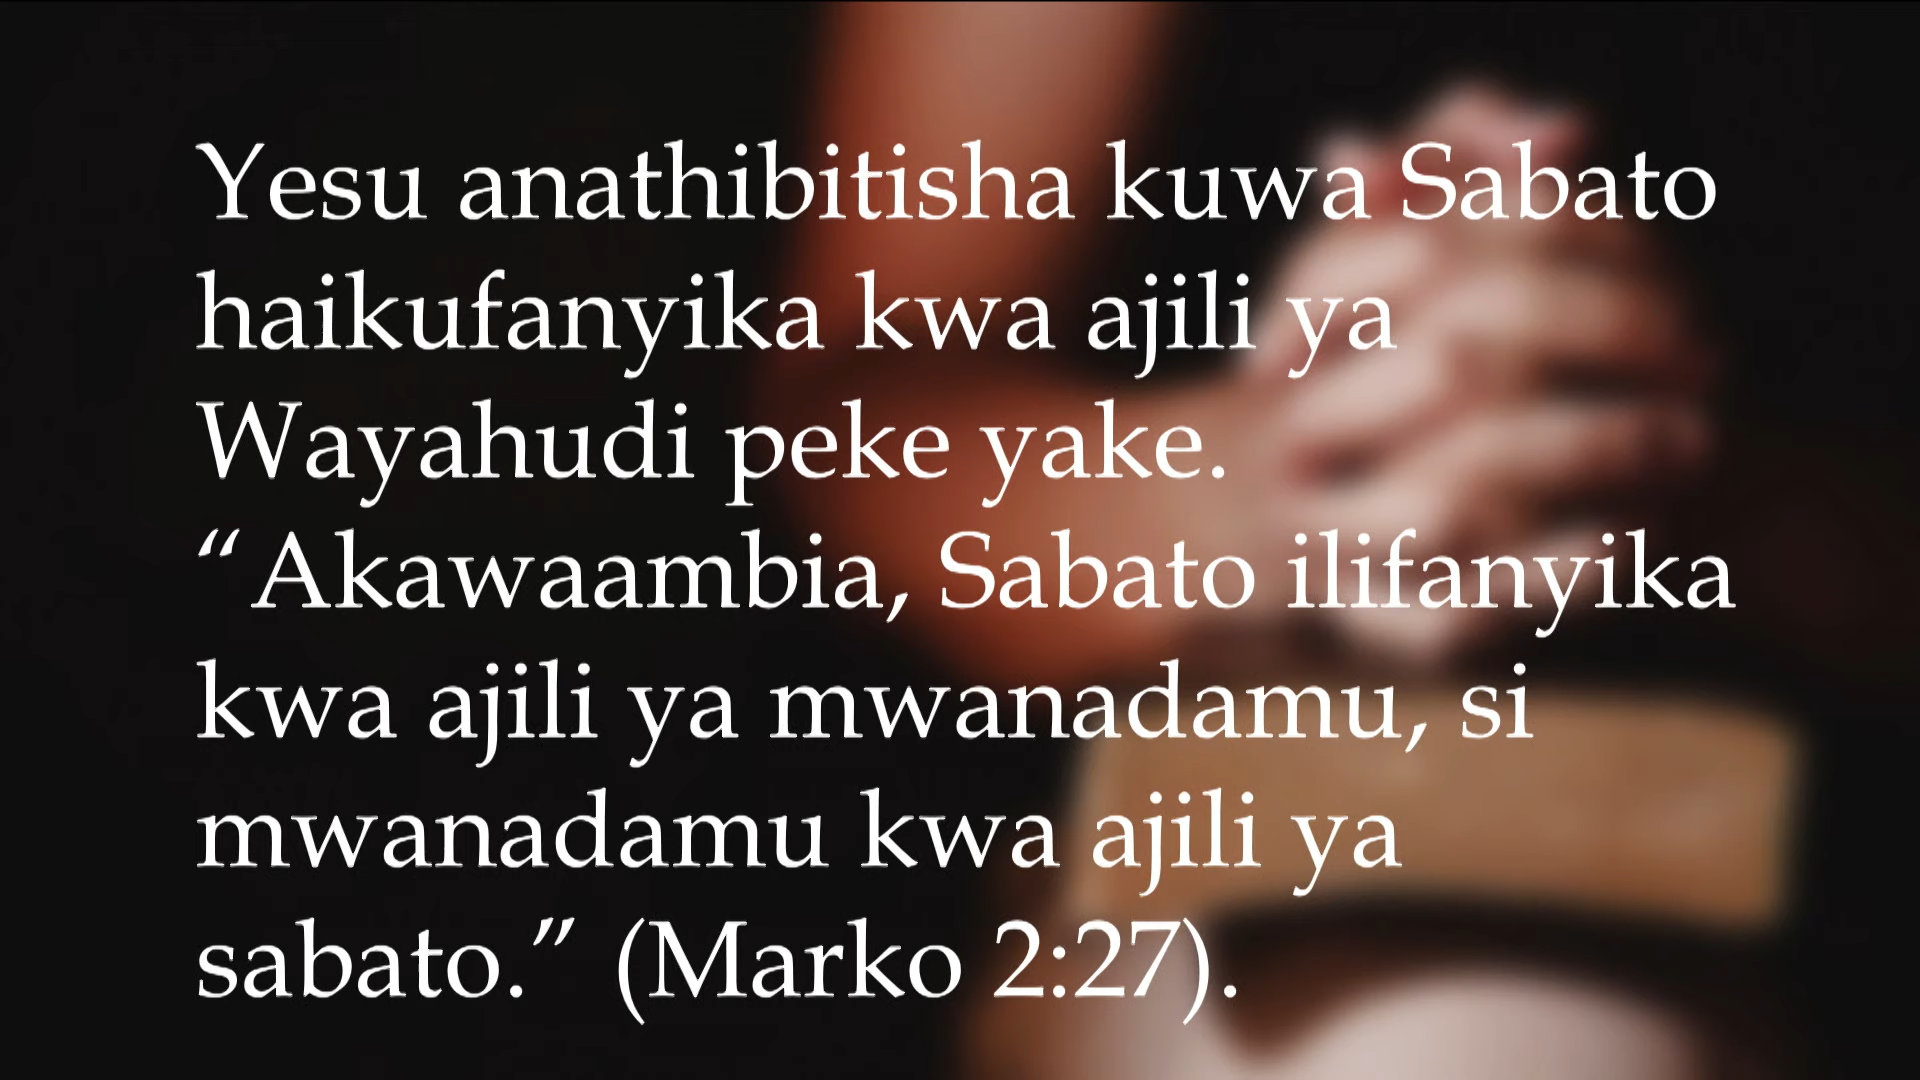 Yesu anathibitisha kuwa Sabato
haikufanyika kwa ajili ya
Wayahudi peke yake.
“Akawaambia, Sabato ilifanyika
kwa ajili ya mwanadamu, si
mwanadamu kwa ajili ya
sabato.” (Marko 2:27).